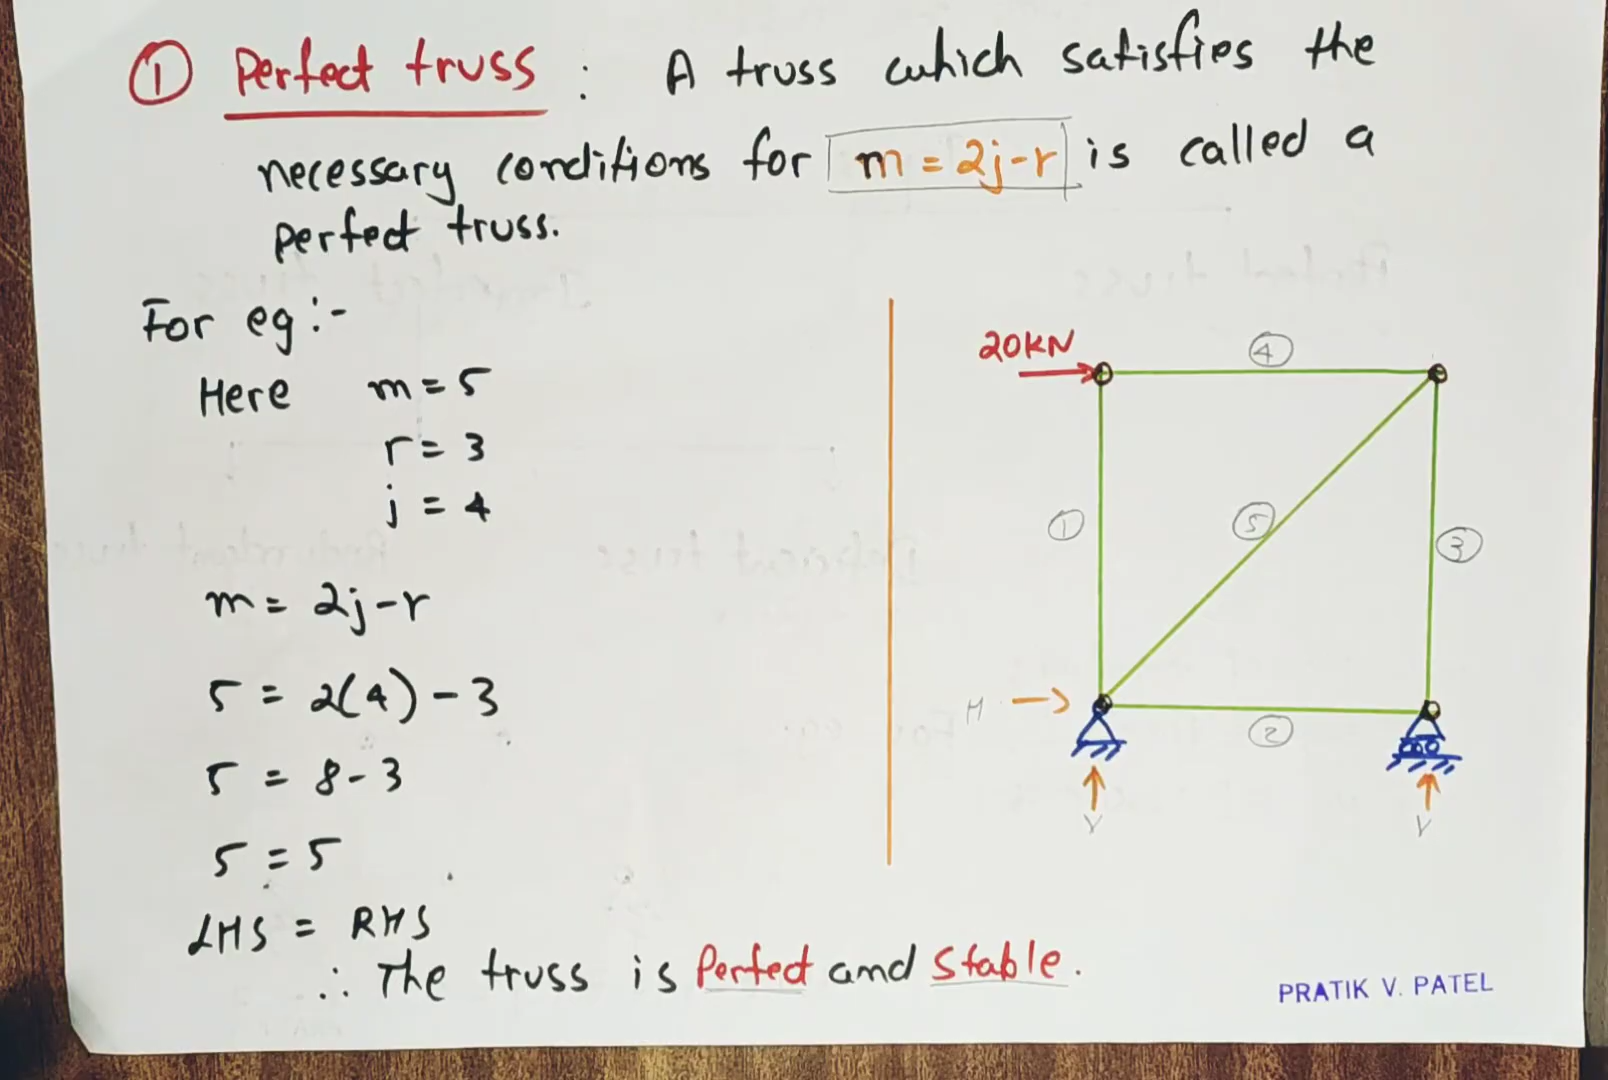 ① Perfect truss : A truss which satisfies the
necessary conditions for m = 2j-r is called a
perfect truss.
For eg :-
Here m = 5
r = 3
j = 4
m = 2j-r
5 = 2(4) - 3
5 = 8 - 3
5 = 5
LHS = RHS
∴ The truss is Perfect and Stable.
20KN
④
①
⑤
③
H
②
V
V
PRATIK V. PATEL